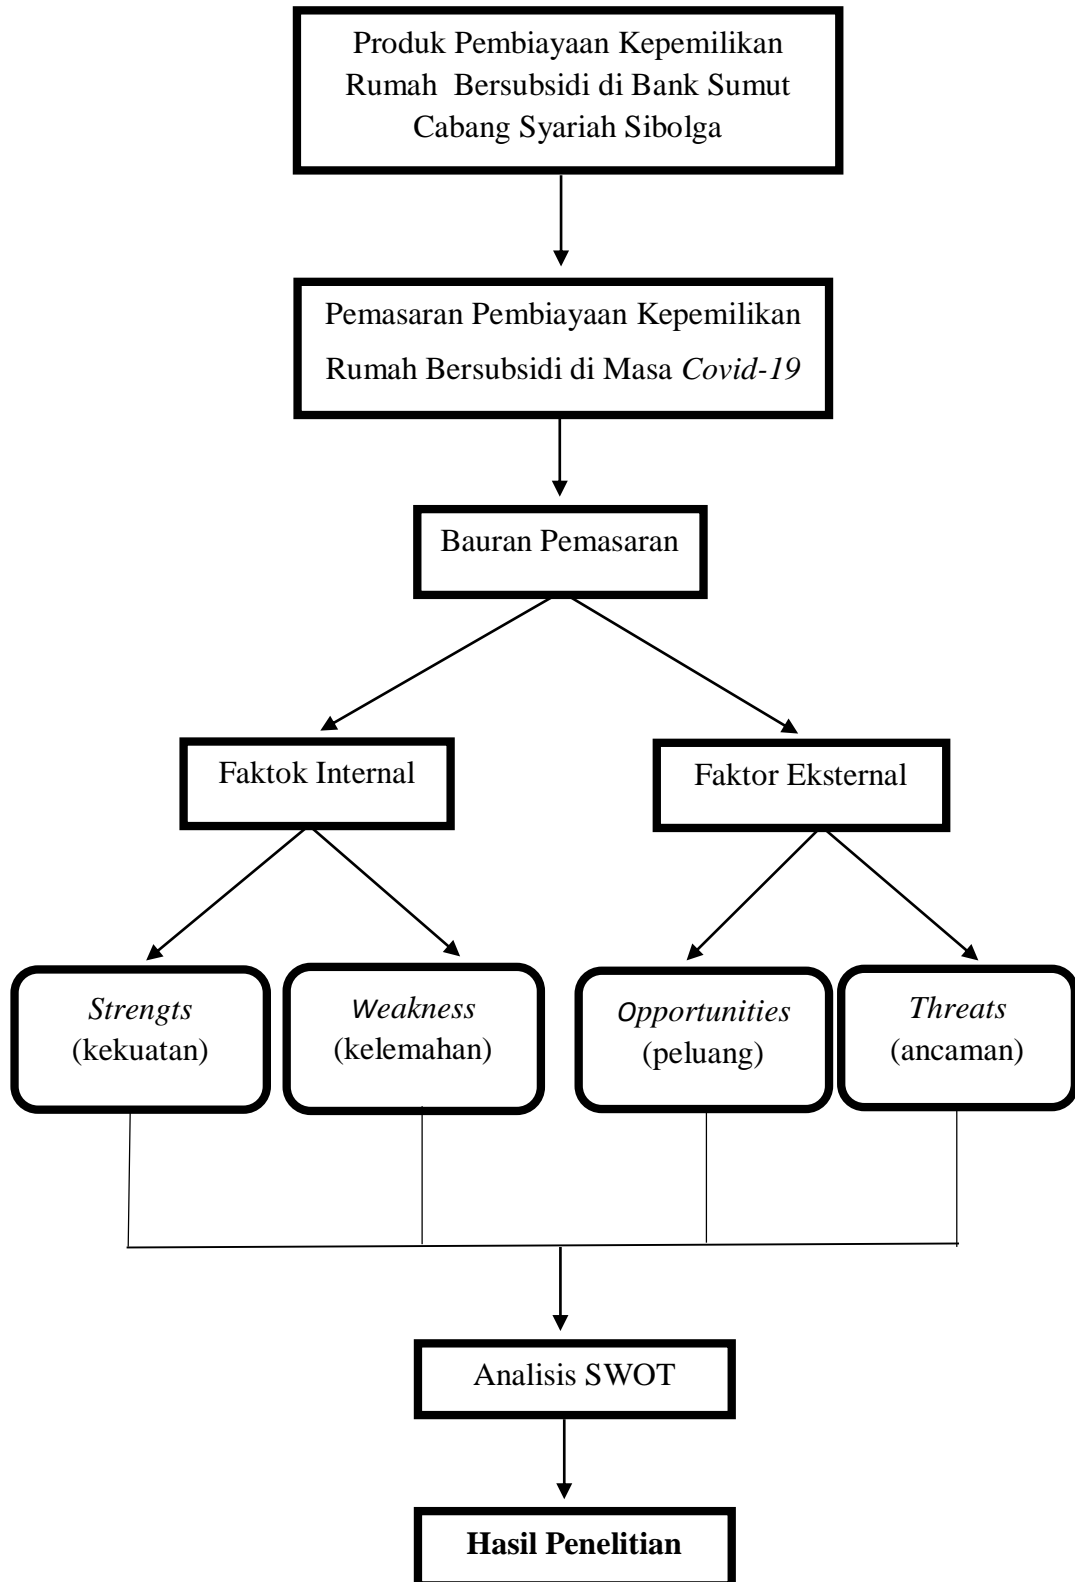 Produk Pembiayaan Kepemilikan
Rumah Bersubsidi di Bank Sumut
Cabang Syariah Sibolga
Pemasaran Pembiayaan Kepemilikan
Rumah Bersubsidi di Masa Covid-19
Bauran Pemasaran
Faktok Internal
Faktor Eksternal
Strengts
(kekuatan)
Weakness
(kelemahan)
Opportunities
(peluang)
Threats
(ancaman)
Analisis SWOT
Hasil Penelitian